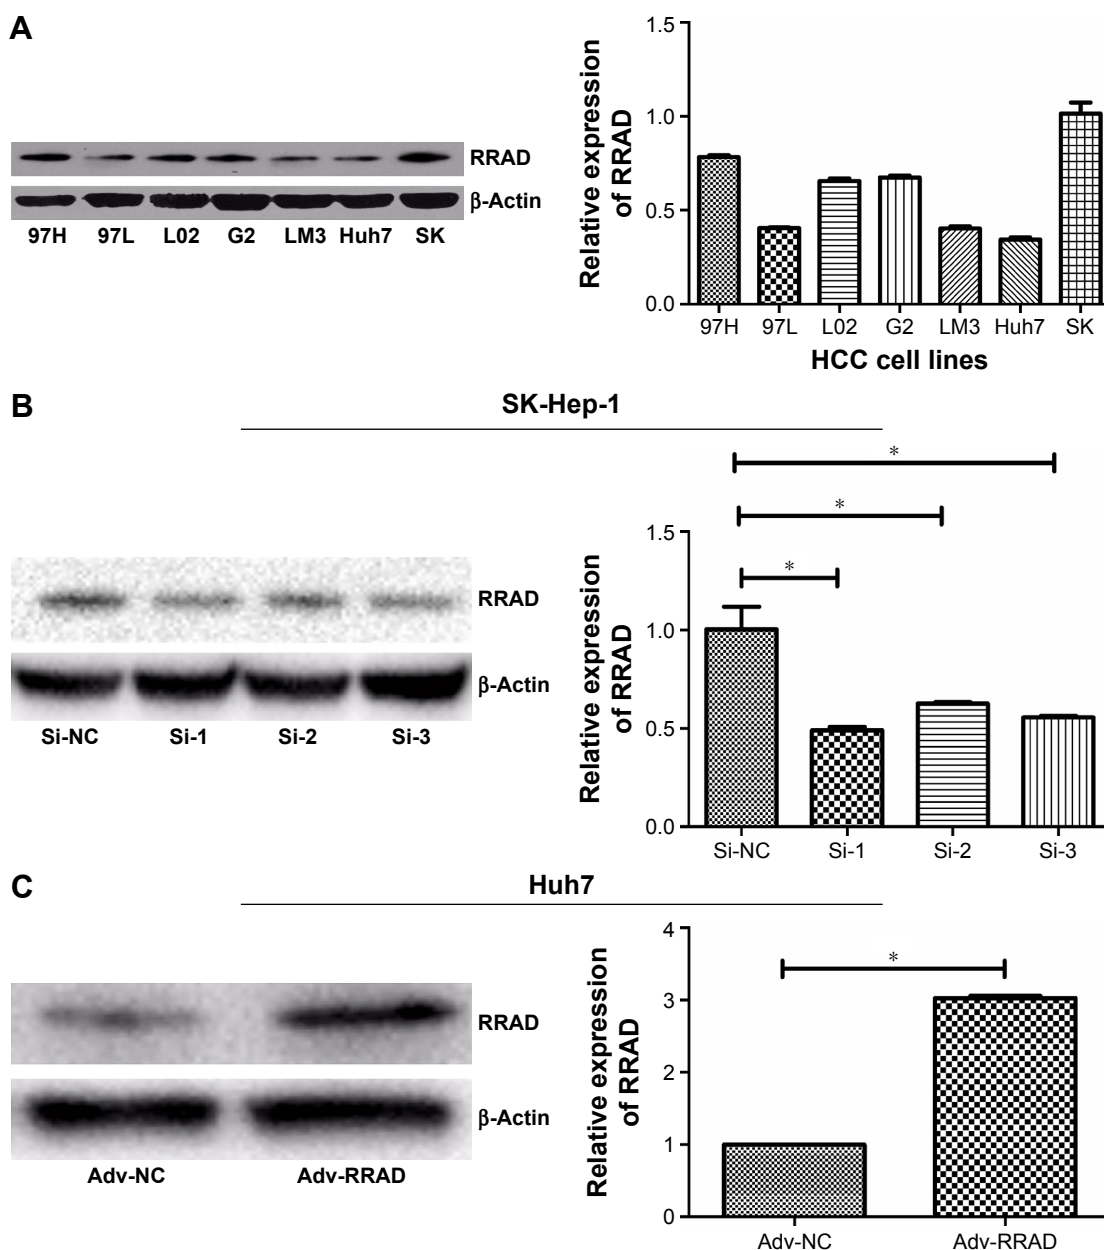 A
RRAD
β-Actin
97H 97L L02 G2 LM3 Huh7 SK
Relative expression
of RRAD
1.5
1.0
0.5
0.0
97H 97L L02 G2 LM3 Huh7 SK
HCC cell lines
B
SK-Hep-1
RRAD
β-Actin
Si-NC Si-1 Si-2 Si-3
Relative expression
of RRAD
*
*
*
1.5
1.0
0.5
0.0
Si-NC Si-1 Si-2 Si-3
C
Huh7
RRAD
β-Actin
Adv-NC Adv-RRAD
Relative expression
of RRAD
*
4
3
2
1
0
Adv-NC Adv-RRAD